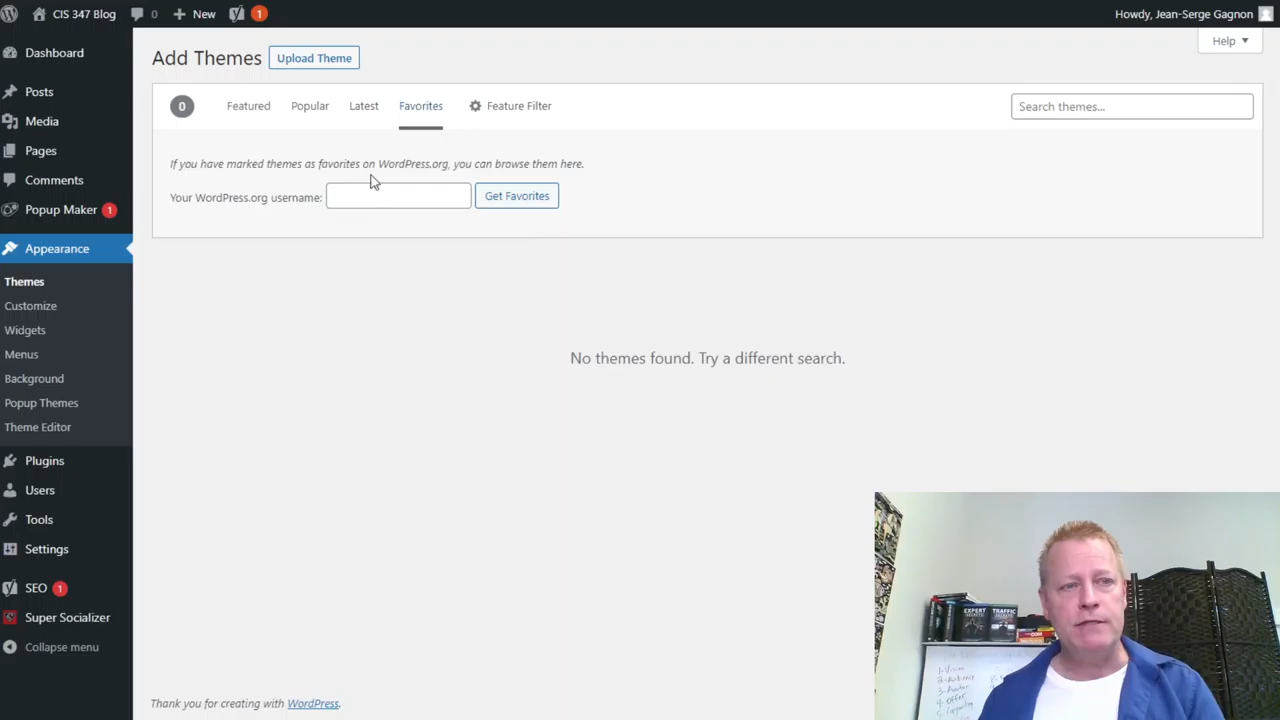 CIS 347 Blog
0
New
1
Howdy, Jean-Serge Gagnon
Dashboard
Posts
Media
Pages
Comments
Popup Maker 1
Appearance
Themes
Customize
Widgets
Menus
Background
Popup Themes
Theme Editor
Plugins
Users
Tools
Settings
SEO 1
Super Socializer
Collapse menu
Help
Add Themes
Upload Theme
0
Featured
Popular
Latest
Favorites
Feature Filter
Search themes...
If you have marked themes as favorites on WordPress.org, you can browse them here.
Your WordPress.org username:
Get Favorites
No themes found. Try a different search.
EXPERT
SECRETS
TRAFFIC
SECRETS
Thank you for creating with WordPress.